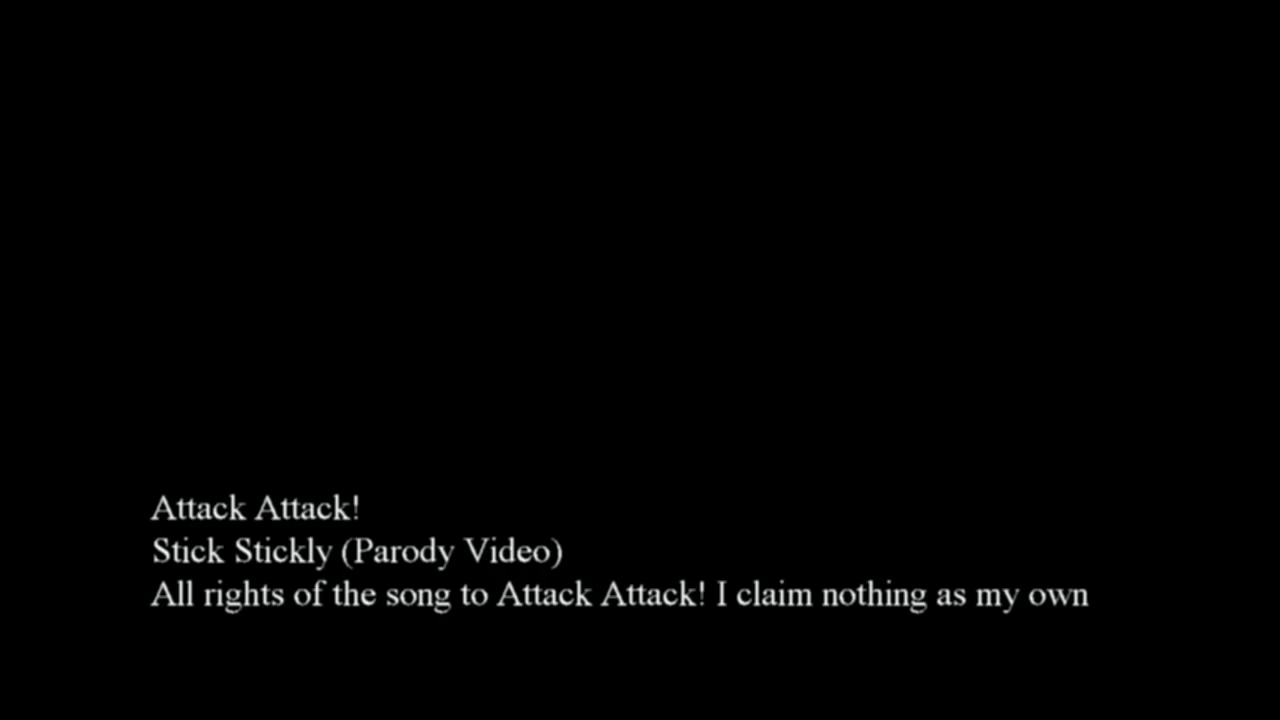 Attack Attack!
Stick Stickly (Parody Video)
All rights of the song to Attack Attack! I claim nothing as my own